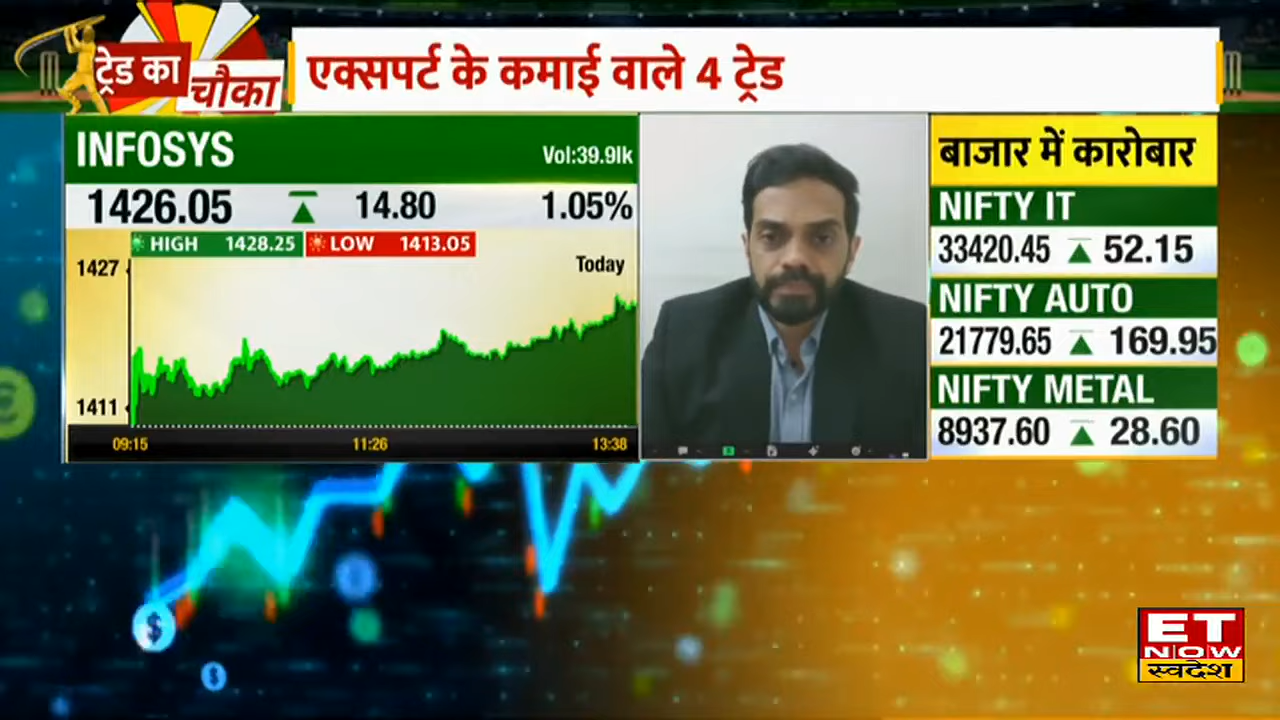 ट्रेड का
चौका
एक्सपर्ट के कमाई वाले 4 ट्रेड
INFOSYS
Vol:39.9lk
1426.05 14.80 1.05%
HIGH 1428.25 LOW 1413.05
1427
Today
1411
09:15 11:26 13:38
बाजार में कारोबार
NIFTY IT
33420.45 52.15
NIFTY AUTO
21779.65 169.95
NIFTY METAL
8937.60 28.60
ET
NOW
स्वदेश